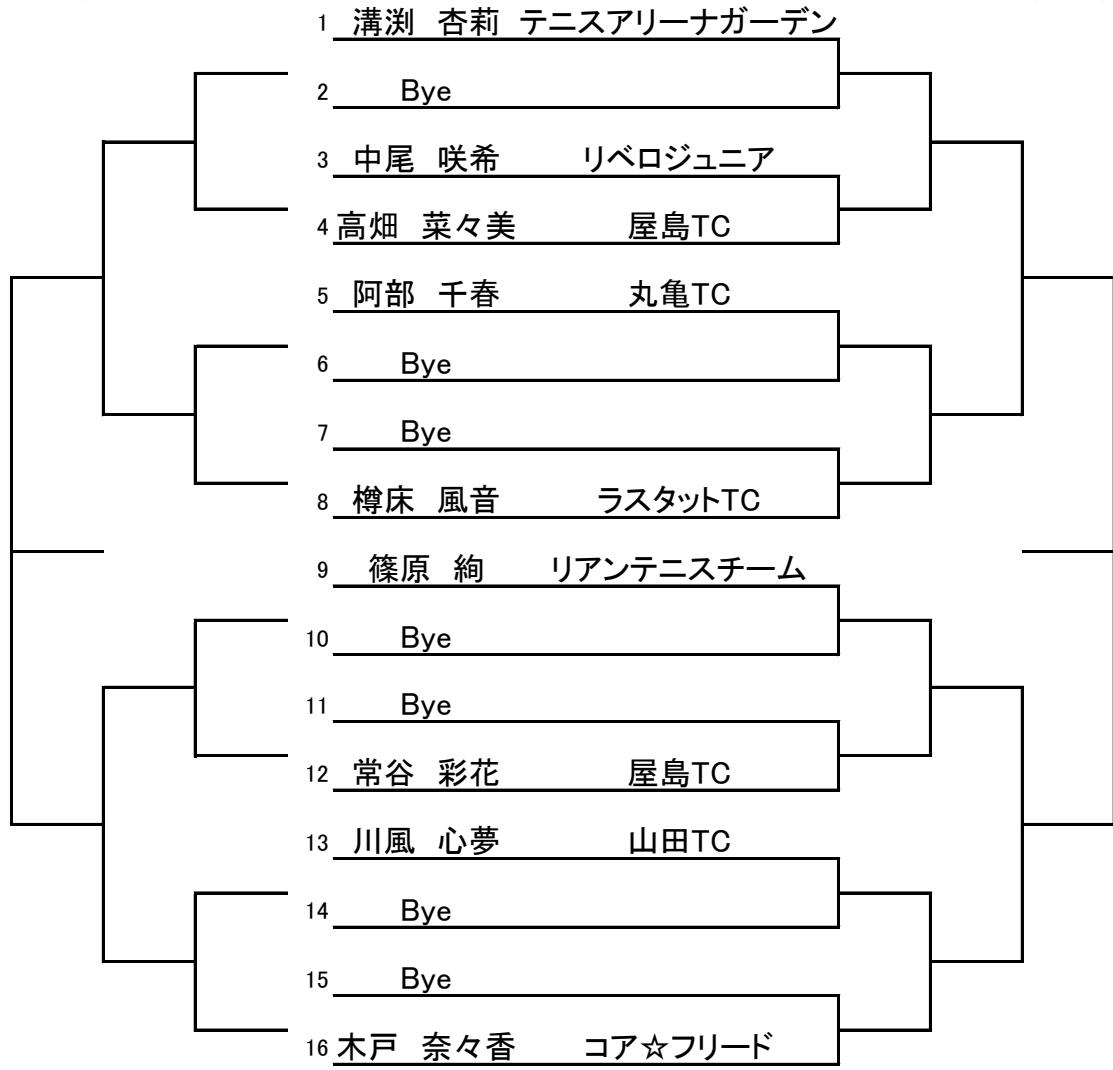 1 溝渕 杏莉 テニスアリーナガーデン
2 Bye
3 中尾 咲希 リベロジュニア
4 高畑 菜々美 屋島TC
5 阿部 千春 丸亀TC
6 Bye
7 Bye
8 樽床 風音 ラスタットTC
9 篠原 絢 リアンテニスチーム
10 Bye
11 Bye
12 常谷 彩花 屋島TC
13 川風 心夢 山田TC
14 Bye
15 Bye
16 木戸 奈々香 コア☆フリード